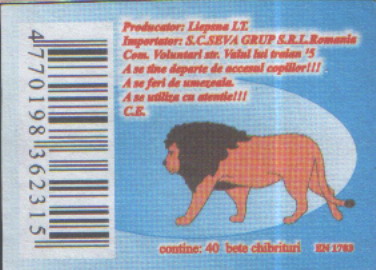 Producator: Liepsna LT.
Importator: S.C.SEVA GRUP S.R.L.Romania
Com. Voluntari str. Valul lui traian '5
A se tine departe de accesul copiilor!!!
A se feri de umezeala.
A se utiliza cu atentie!!!
C.E.
4770198362315
contine: 40 bete chibrituri EN 1783